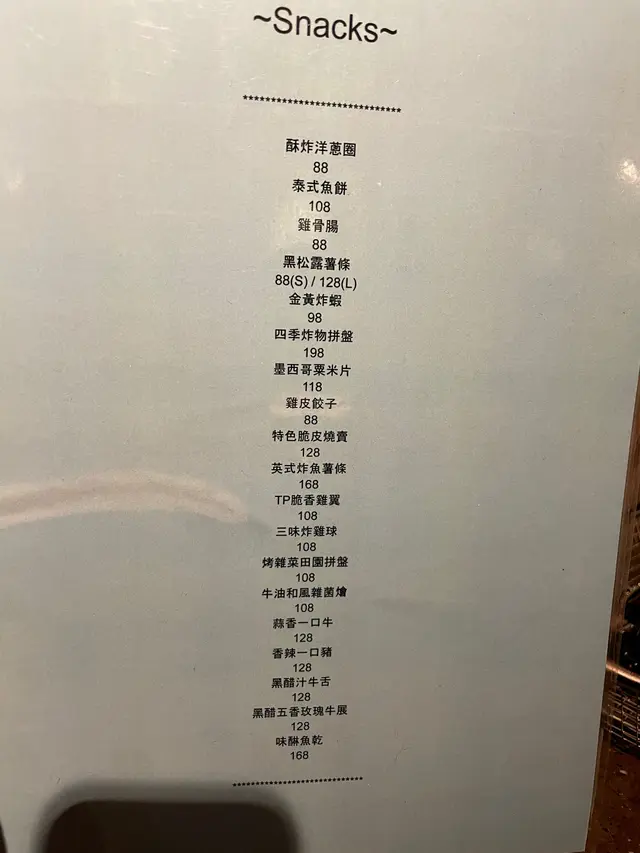 ~Snacks~
****************************
酥炸洋蔥圈
88
泰式魚餅
108
雞骨腸
88
黑松露薯條
88(S) / 128(L)
金黃炸蝦
98
四季炸物拼盤
198
墨西哥粟米片
118
雞皮餃子
88
特色脆皮燒賣
128
英式炸魚薯條
168
TP脆香雞翼
108
三味炸雞球
108
烤雜菜田園拼盤
108
牛油和風雜菌燴
108
蒜香一口牛
128
香辣一口豬
128
黑醋汁牛舌
128
黑醋五香玫瑰牛展
128
味醂魚乾
168
****************************